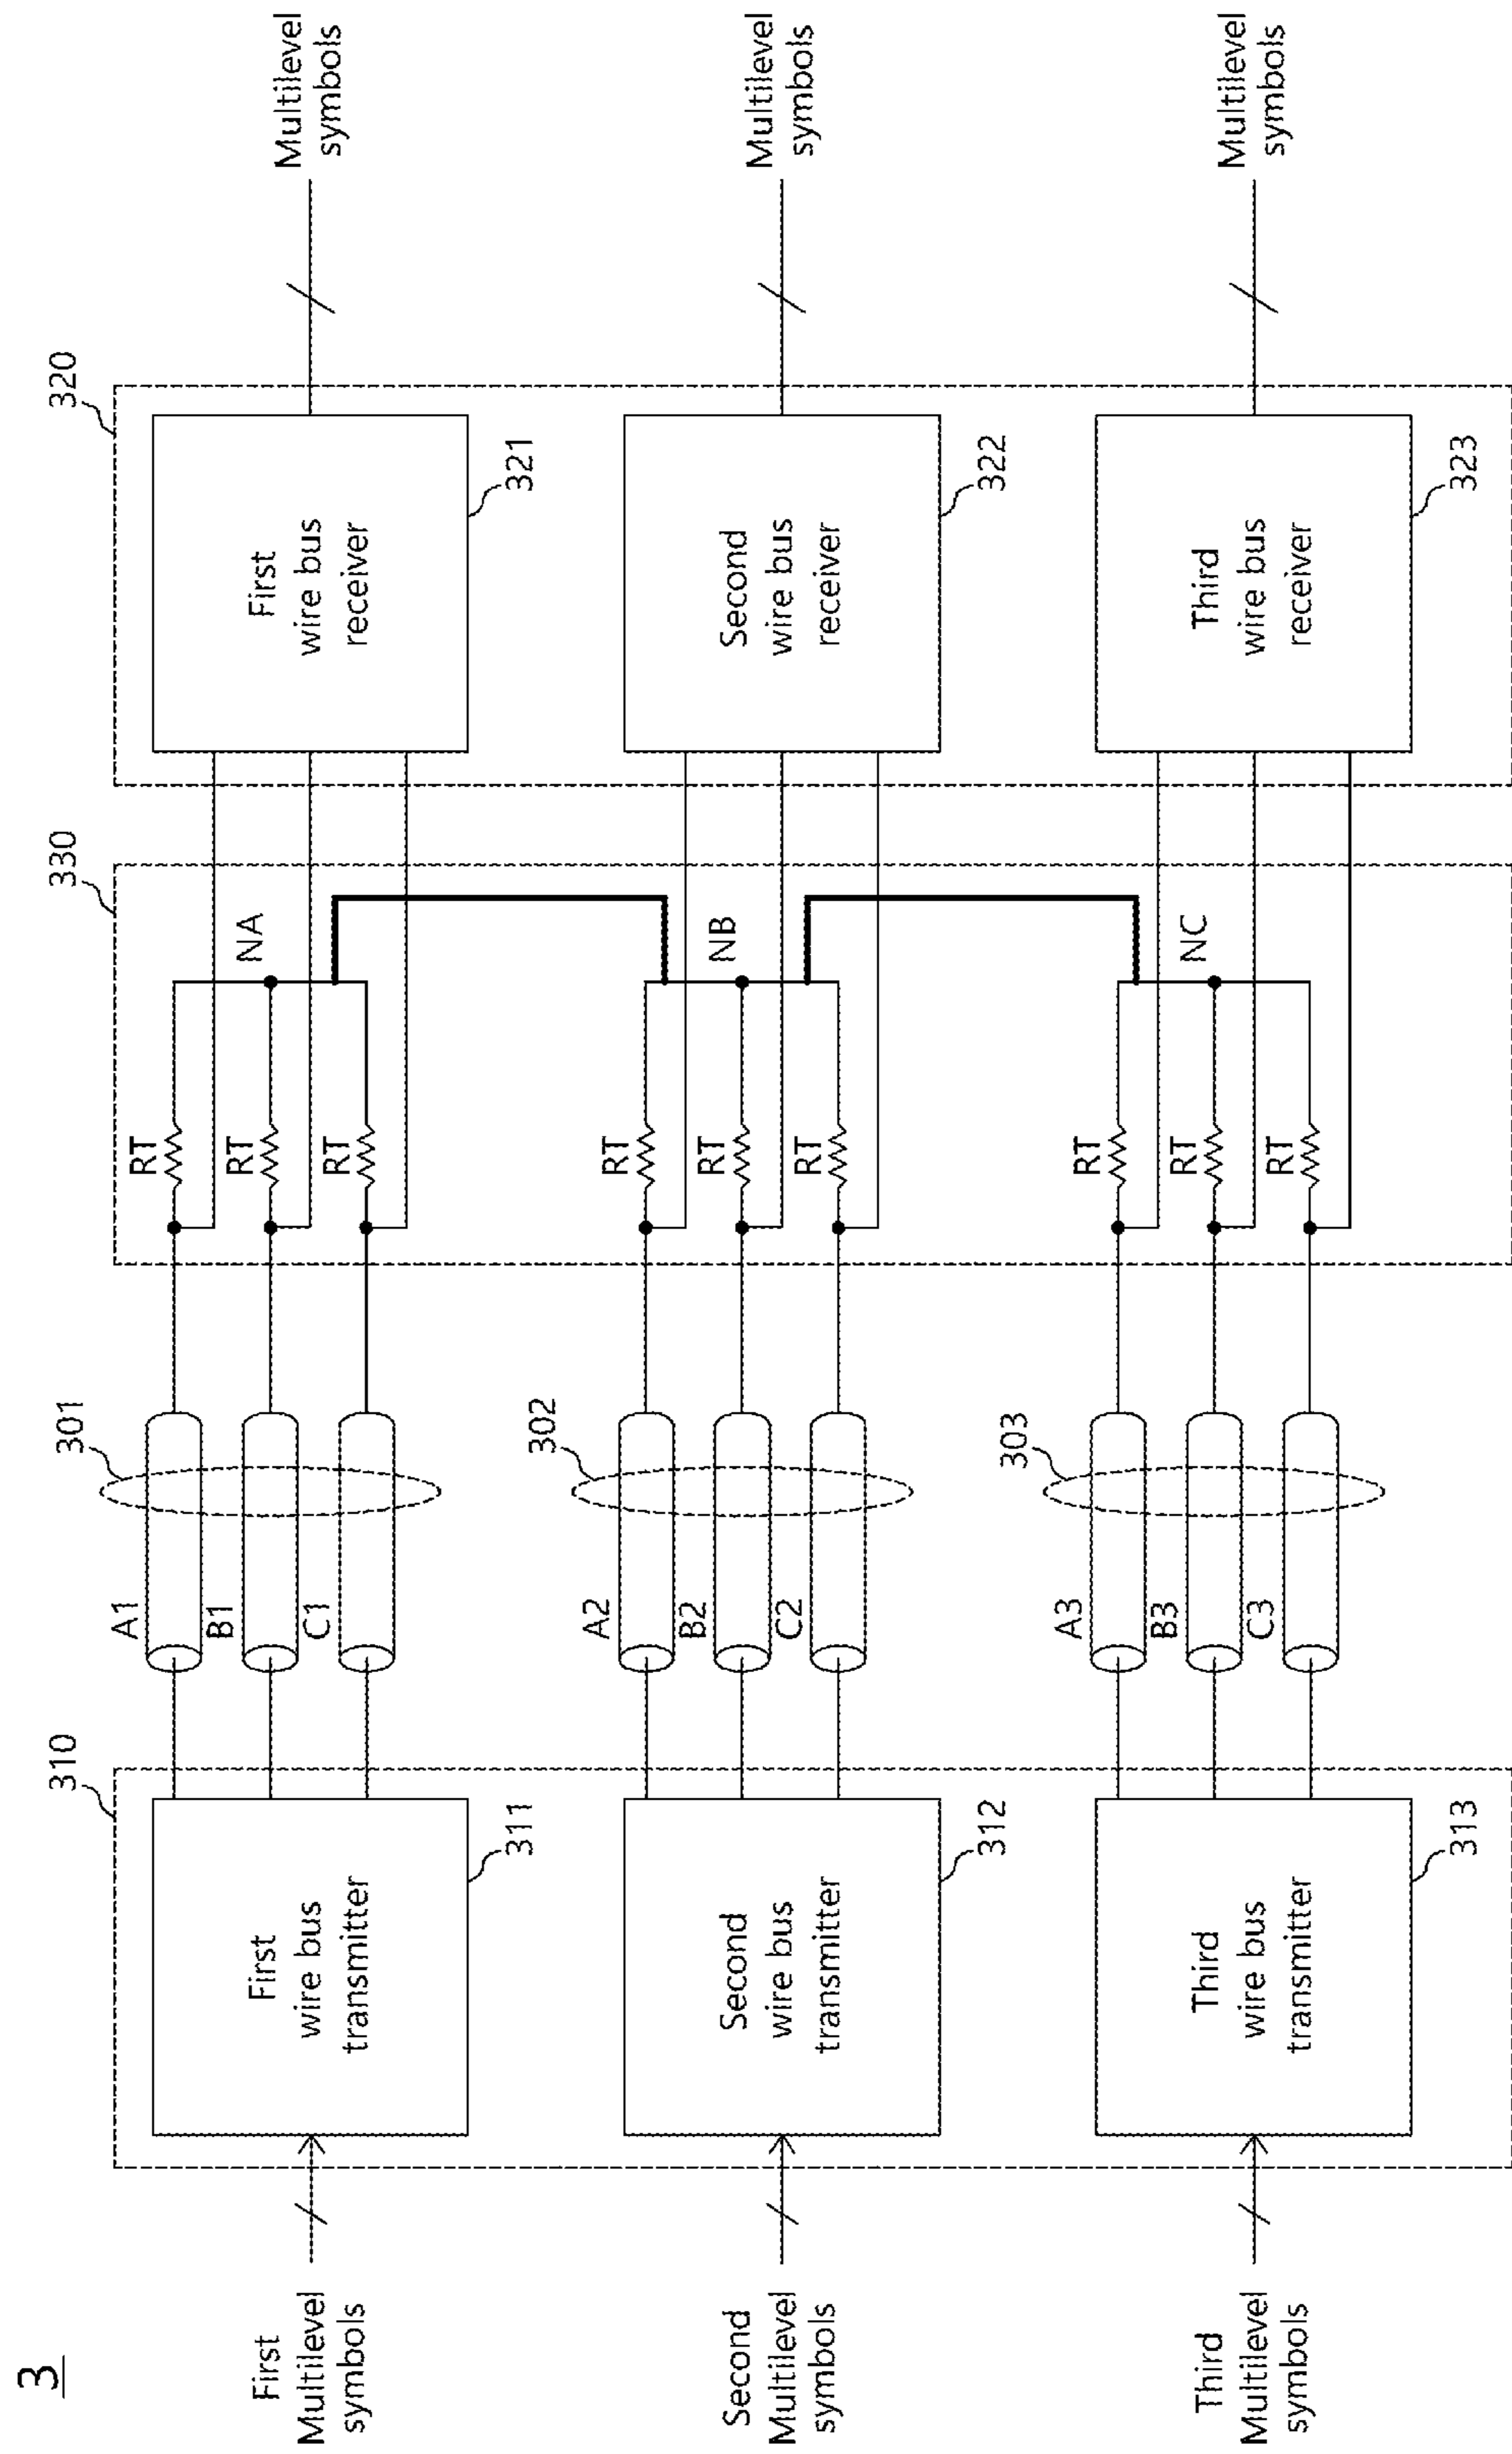 3
First
Multilevel
symbols
310
First
wire bus
transmitter
311
A1
B1
C1
301
RT
RT
RT
NA
330
First
wire bus
receiver
321
320
Multilevel
symbols
Second
Multilevel
symbols
Second
wire bus
transmitter
312
A2
B2
C2
302
RT
RT
RT
NB
Second
wire bus
receiver
322
Multilevel
symbols
Third
Multilevel
symbols
Third
wire bus
transmitter
313
A3
B3
C3
303
RT
RT
RT
NC
Third
wire bus
receiver
323
Multilevel
symbols